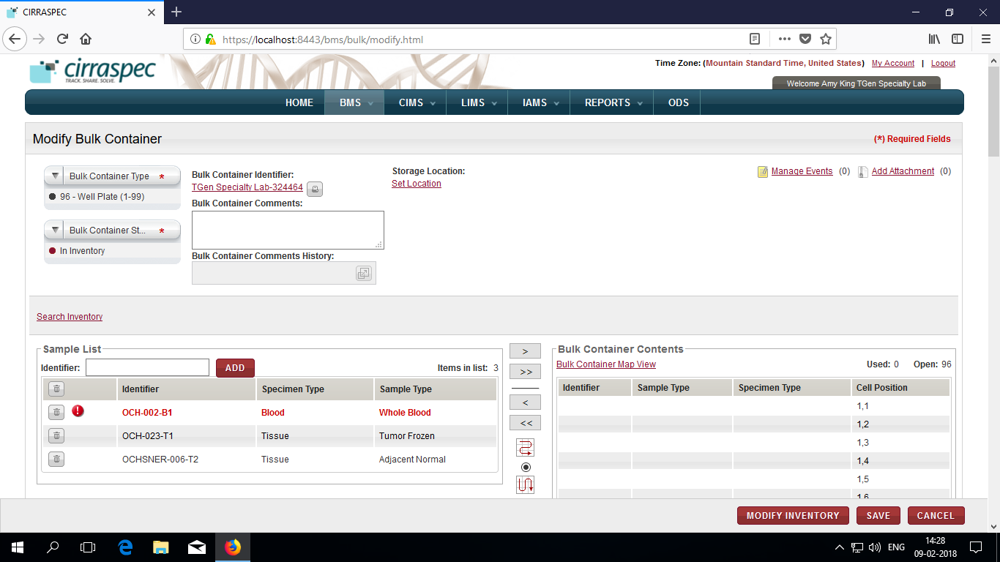 CIRRASPEC
https://localhost:8443/bms/bulk/modify.html
cirraspec
TRACK. SHARE. SOLVE.
Time Zone: (Mountain Standard Time, United States) My Account | Logout
Welcome Amy King TGen Specialty Lab
HOME BMS CIMS LIMS IAMS REPORTS ODS
Modify Bulk Container
(*) Required Fields
Bulk Container Type *
96 - Well Plate (1-99)
Bulk Container St... *
In Inventory
Bulk Container Identifier:
TGen Specialty Lab-324464
Bulk Container Comments:
Bulk Container Comments History:
Storage Location:
Set Location
Manage Events (0) Add Attachment (0)
Search Inventory
Sample List
Identifier: ADD Items in list: 3
Identifier Specimen Type Sample Type
OCH-002-B1 Blood Whole Blood
OCH-023-T1 Tissue Tumor Frozen
OCHSNER-006-T2 Tissue Adjacent Normal
>
>>
<
<<
Bulk Container Contents
Bulk Container Map View Used: 0 Open: 96
Identifier Sample Type Specimen Type Cell Position
1,1
1,2
1,3
1,4
1,5
1,6
MODIFY INVENTORY SAVE CANCEL
ENG
14:28
09-02-2018